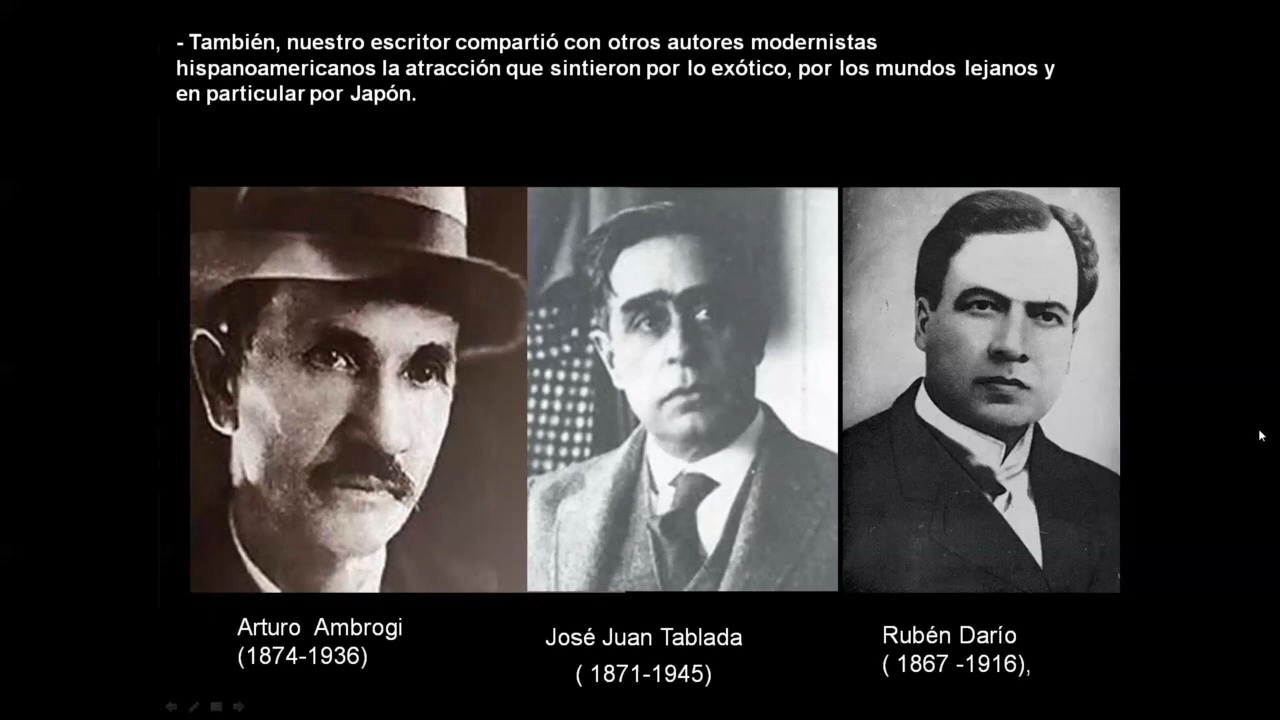 - También, nuestro escritor compartió con otros autores modernistas
hispanoamericanos la atracción que sintieron por lo exótico, por los mundos lejanos y
en particular por Japón.
Arturo Ambrogi
(1874-1936)
José Juan Tablada
( 1871-1945)
Rubén Darío
( 1867 -1916),